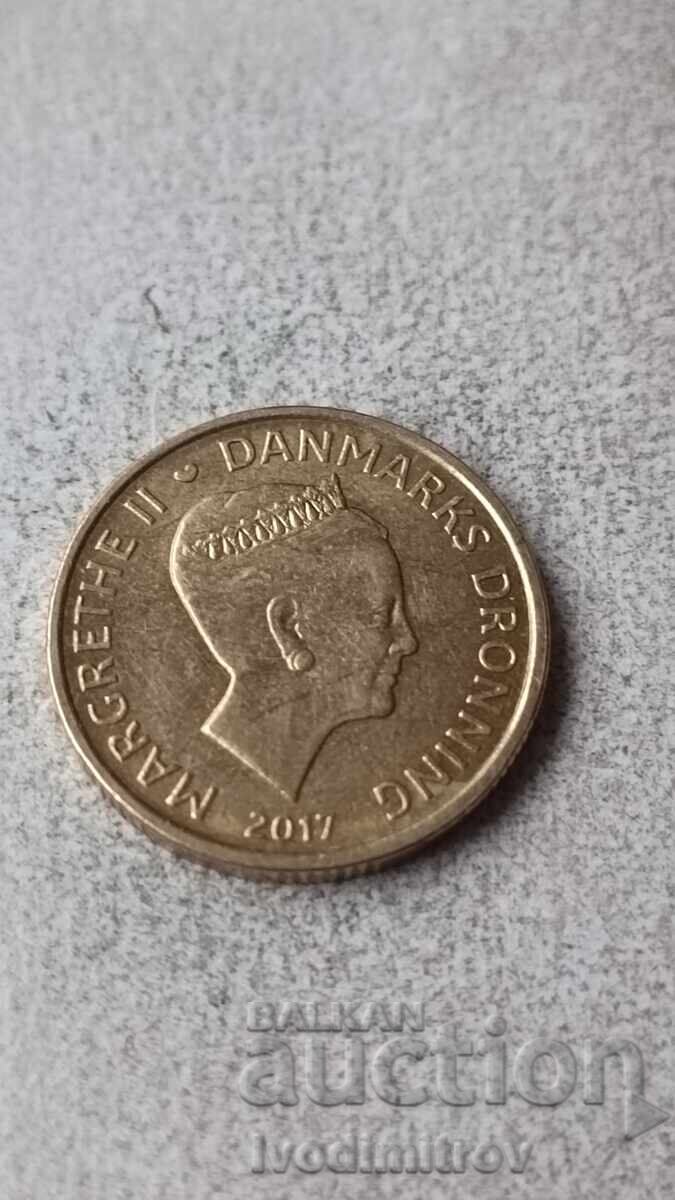 MARGRETHE II DANMARKS DRONNING
2017
BALKAN
auction
Ivodimitrov